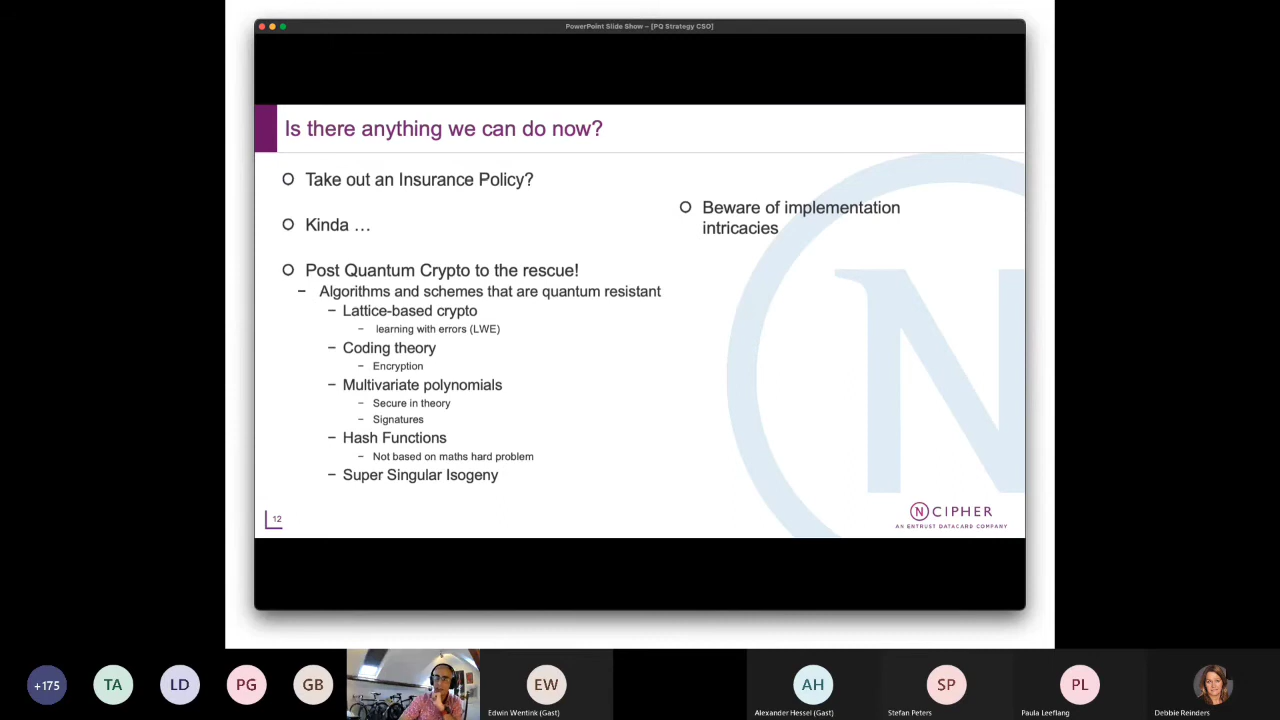 PowerPoint Slide Show – [PQ Strategy CSO]
Is there anything we can do now?
Take out an Insurance Policy?
Kinda …
Post Quantum Crypto to the rescue!
– Algorithms and schemes that are quantum resistant
– Lattice-based crypto
– learning with errors (LWE)
– Coding theory
– Encryption
– Multivariate polynomials
– Secure in theory
– Signatures
– Hash Functions
– Not based on maths hard problem
– Super Singular Isogeny
Beware of implementation
intricacies
12
N CIPHER
AN ENTRUST DATACARD COMPANY
N
+175
TA
LD
PG
GB
EW
Edwin Wentink (Gast)
AH
Alexander Hessel (Gast)
SP
Stefan Peters
PL
Paula Leeflang
Debbie Reinders